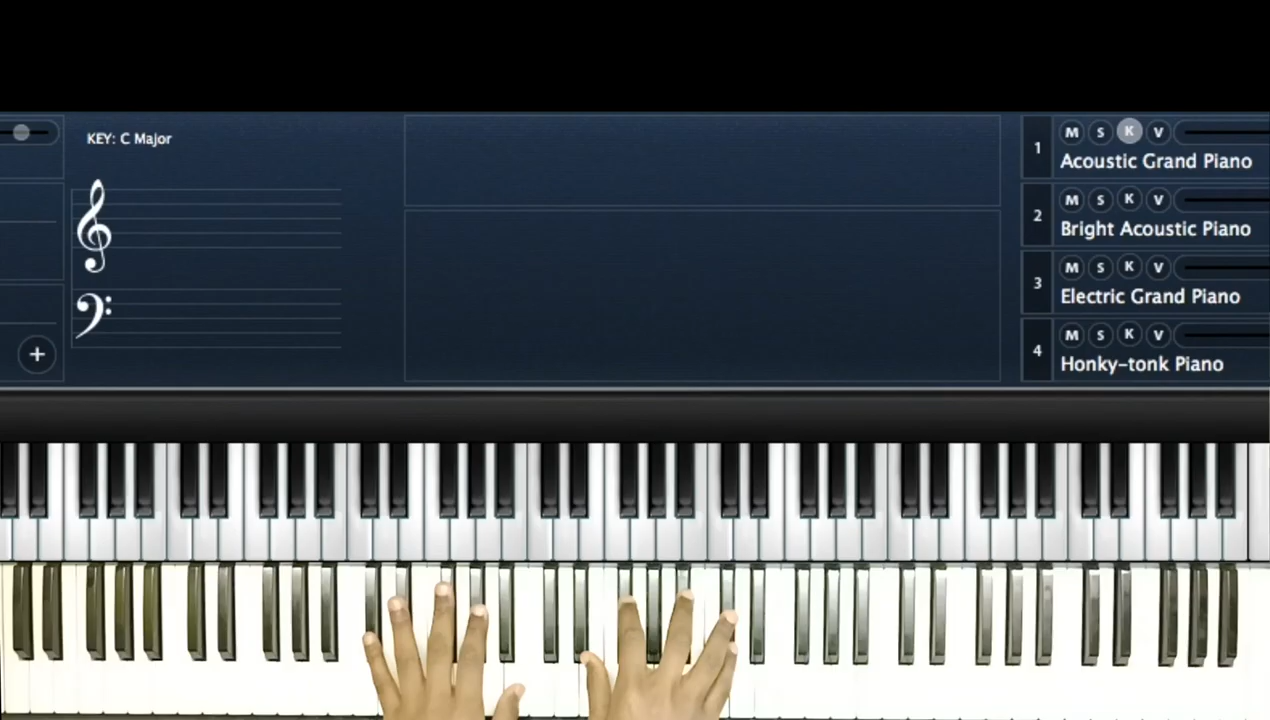 KEY: C Major
1
M S K V
Acoustic Grand Piano
2
M S K V
Bright Acoustic Piano
3
M S K V
Electric Grand Piano
4
M S K V
Honky-tonk Piano
+